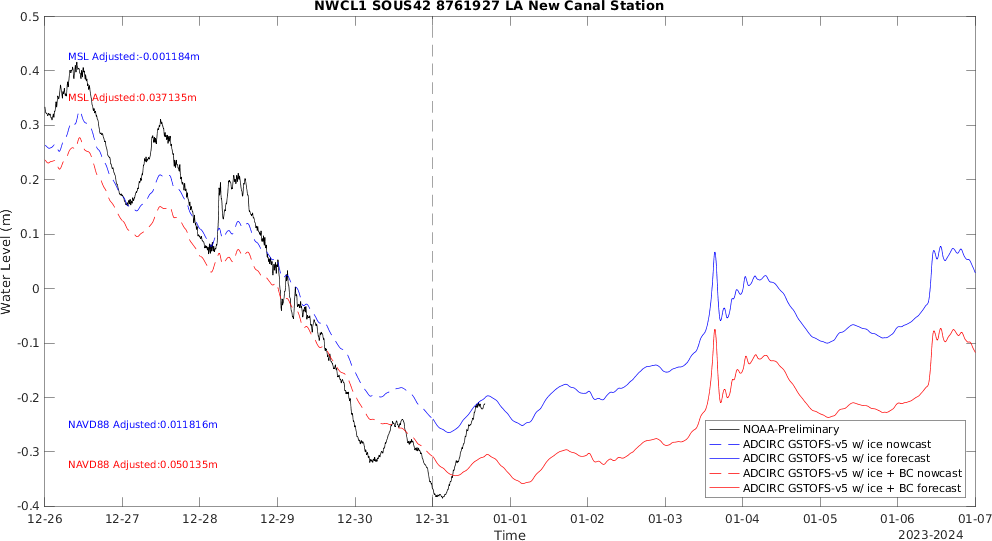 NWCL1 SOUS42 8761927 LA New Canal Station
0.5
0.4
0.3
0.2
0.1
0
-0.1
-0.2
-0.3
-0.4
Water Level (m)
MSL Adjusted:-0.001184m
MSL Adjusted:0.037135m
NAVD88 Adjusted:0.011816m
NAVD88 Adjusted:0.050135m
NOAA-Preliminary
ADCIRC GSTOFS-v5 w/ ice nowcast
ADCIRC GSTOFS-v5 w/ ice forecast
ADCIRC GSTOFS-v5 w/ ice + BC nowcast
ADCIRC GSTOFS-v5 w/ ice + BC forecast
12-26 12-27 12-28 12-29 12-30 12-31 01-01 01-02 01-03 01-04 01-05 01-06 01-07
Time
2023-2024